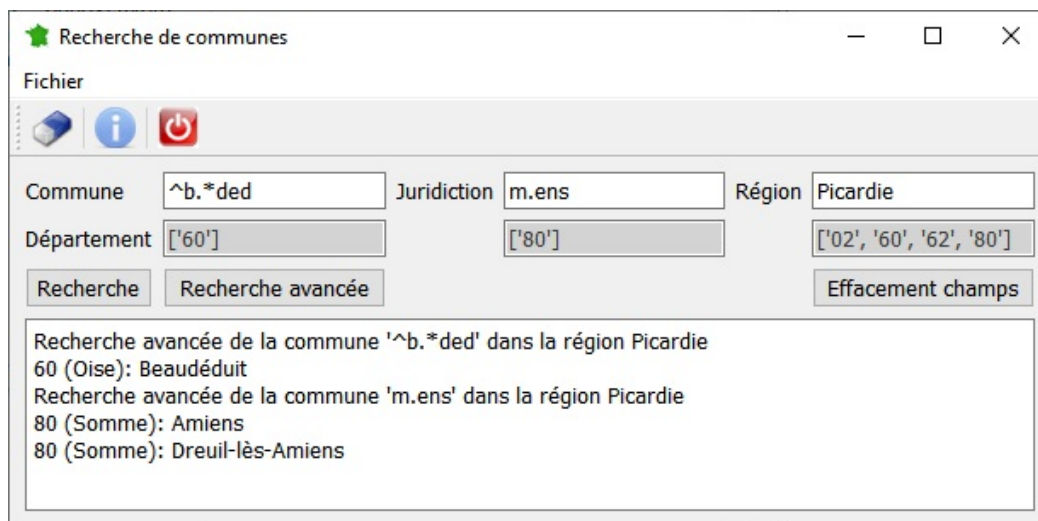 Recherche de communes
Fichier
Commune ^b.*ded Juridiction m.ens Région Picardie
Département ['60'] ['80'] ['02', '60', '62', '80']
Recherche Recherche avancée Effacement champs
Recherche avancée de la commune '^b.*ded' dans la région Picardie
60 (Oise): Beaudéduit
Recherche avancée de la commune 'm.ens' dans la région Picardie
80 (Somme): Amiens
80 (Somme): Dreuil-lès-Amiens